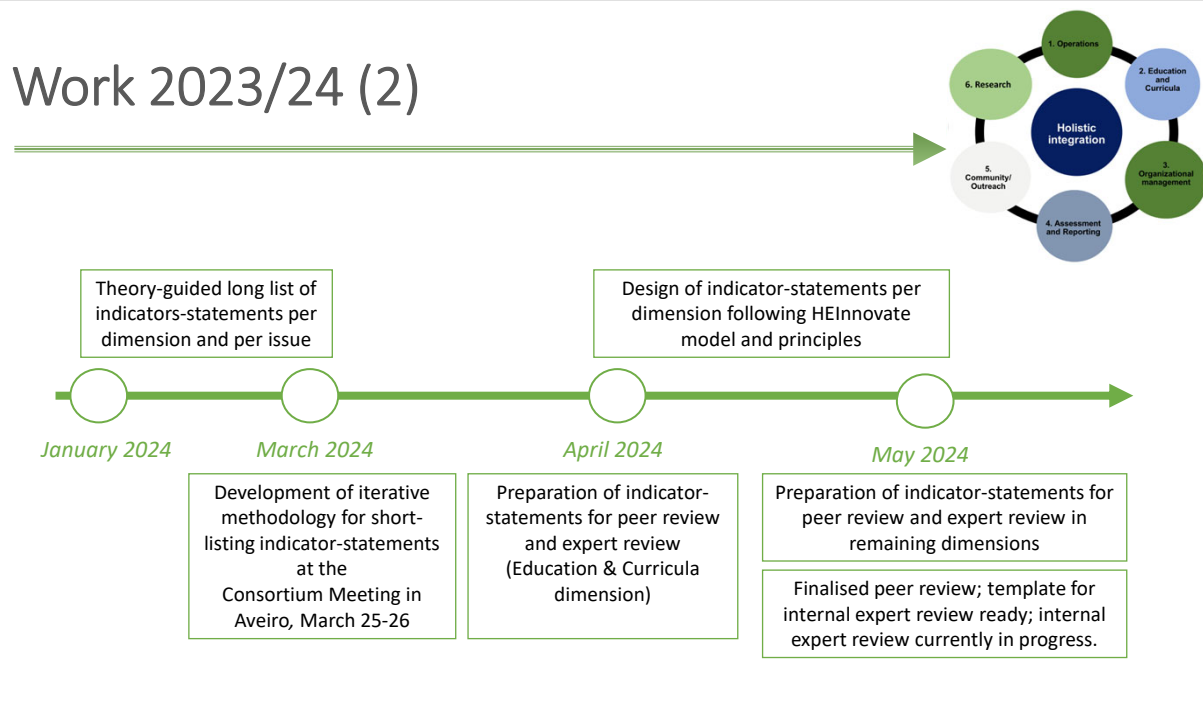 Work 2023/24 (2)
1. Operations
2. Education
and
Curricula
3.
Organizational
management
4. Assessment
and Reporting
5.
Community/
Outreach
6. Research
Holistic
integration
Theory-guided long list of
indicators-statements per
dimension and per issue
Design of indicator-statements per
dimension following HEInnovate
model and principles
January 2024
March 2024
April 2024
May 2024
Development of iterative
methodology for short-
listing indicator-statements
at the
Consortium Meeting in
Aveiro, March 25-26
Preparation of indicator-
statements for peer review
and expert review
(Education & Curricula
dimension)
Preparation of indicator-statements for
peer review and expert review in
remaining dimensions
Finalised peer review; template for
internal expert review ready; internal
expert review currently in progress.